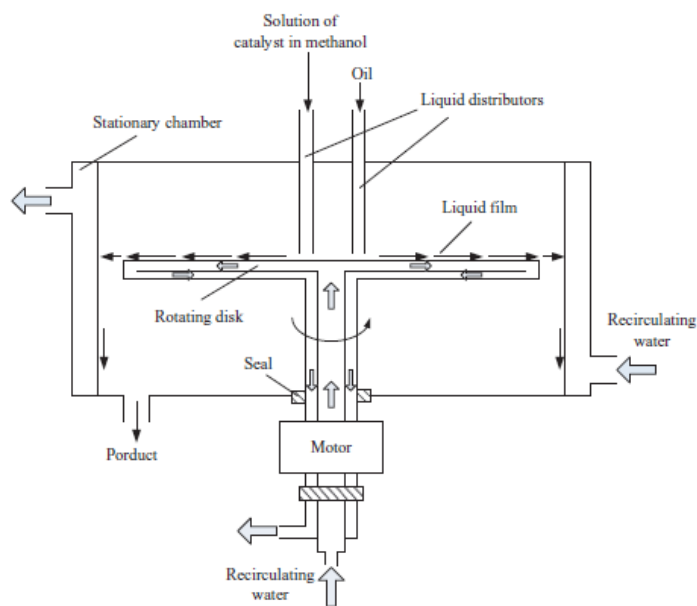 Solution of
catalyst in methanol
Oil
Liquid distributors
Stationary chamber
Liquid film
Rotating disk
Recirculating
water
Seal
Motor
Porduct
Recirculating
water